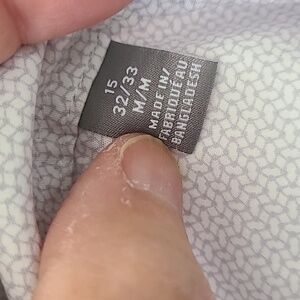 15
32/33
M/M
MADE IN/
FABRIQUÉ AU
BANGLADESH